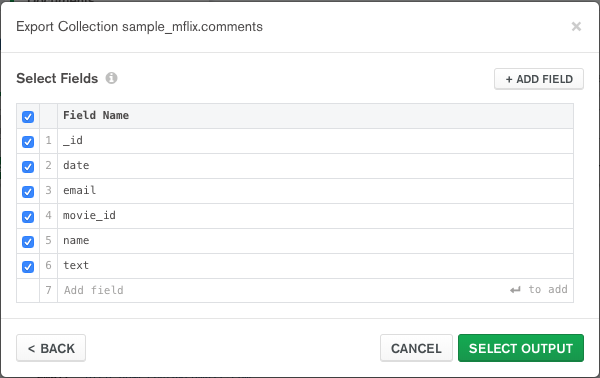 Documents
Export Collection sample_mflix.comments ×
Select Fields i
+ ADD FIELD
Field Name
1 _id
2 date
3 email
4 movie_id
5 name
6 text
7 Add field ↵ to add
< BACK CANCEL SELECT OUTPUT